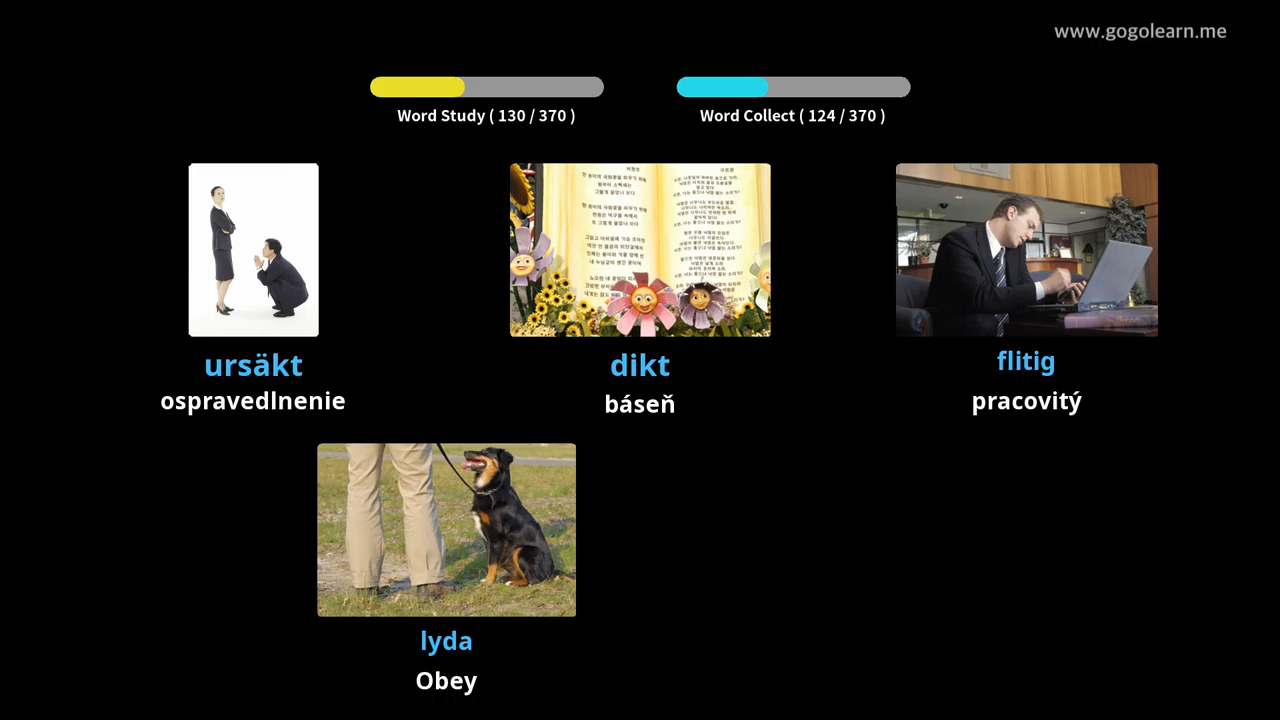 www.gogolearn.me
Word Study ( 130 / 370 )
Word Collect ( 124 / 370 )
ursäkt
ospravedlnenie
dikt
báseň
flitig
pracovitý
lyda
Obey